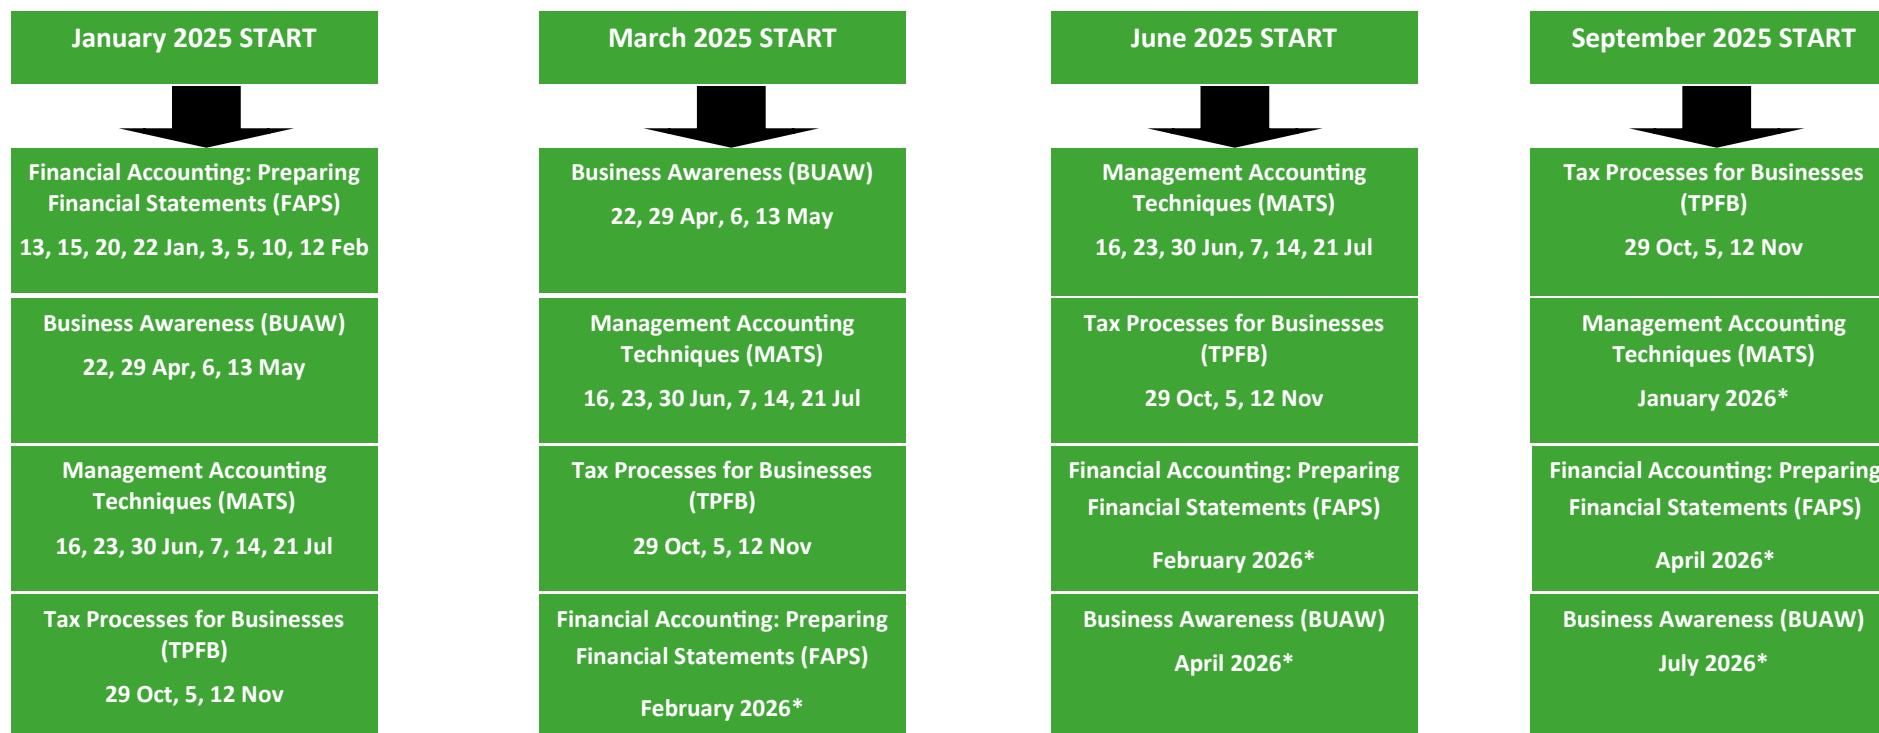 January 2025 START
Financial Accounting: Preparing
Financial Statements (FAPS)
13, 15, 20, 22 Jan, 3, 5, 10, 12 Feb
Business Awareness (BUAW)
22, 29 Apr, 6, 13 May
Management Accounting
Techniques (MATS)
16, 23, 30 Jun, 7, 14, 21 Jul
Tax Processes for Businesses
(TPFB)
29 Oct, 5, 12 Nov
March 2025 START
Business Awareness (BUAW)
22, 29 Apr, 6, 13 May
Management Accounting
Techniques (MATS)
16, 23, 30 Jun, 7, 14, 21 Jul
Tax Processes for Businesses
(TPFB)
29 Oct, 5, 12 Nov
Financial Accounting: Preparing
Financial Statements (FAPS)
February 2026*
June 2025 START
Management Accounting
Techniques (MATS)
16, 23, 30 Jun, 7, 14, 21 Jul
Tax Processes for Businesses
(TPFB)
29 Oct, 5, 12 Nov
Financial Accounting: Preparing
Financial Statements (FAPS)
February 2026*
Business Awareness (BUAW)
April 2026*
September 2025 START
Tax Processes for Businesses
(TPFB)
29 Oct, 5, 12 Nov
Management Accounting
Techniques (MATS)
January 2026*
Financial Accounting: Preparing
Financial Statements (FAPS)
April 2026*
Business Awareness (BUAW)
July 2026*